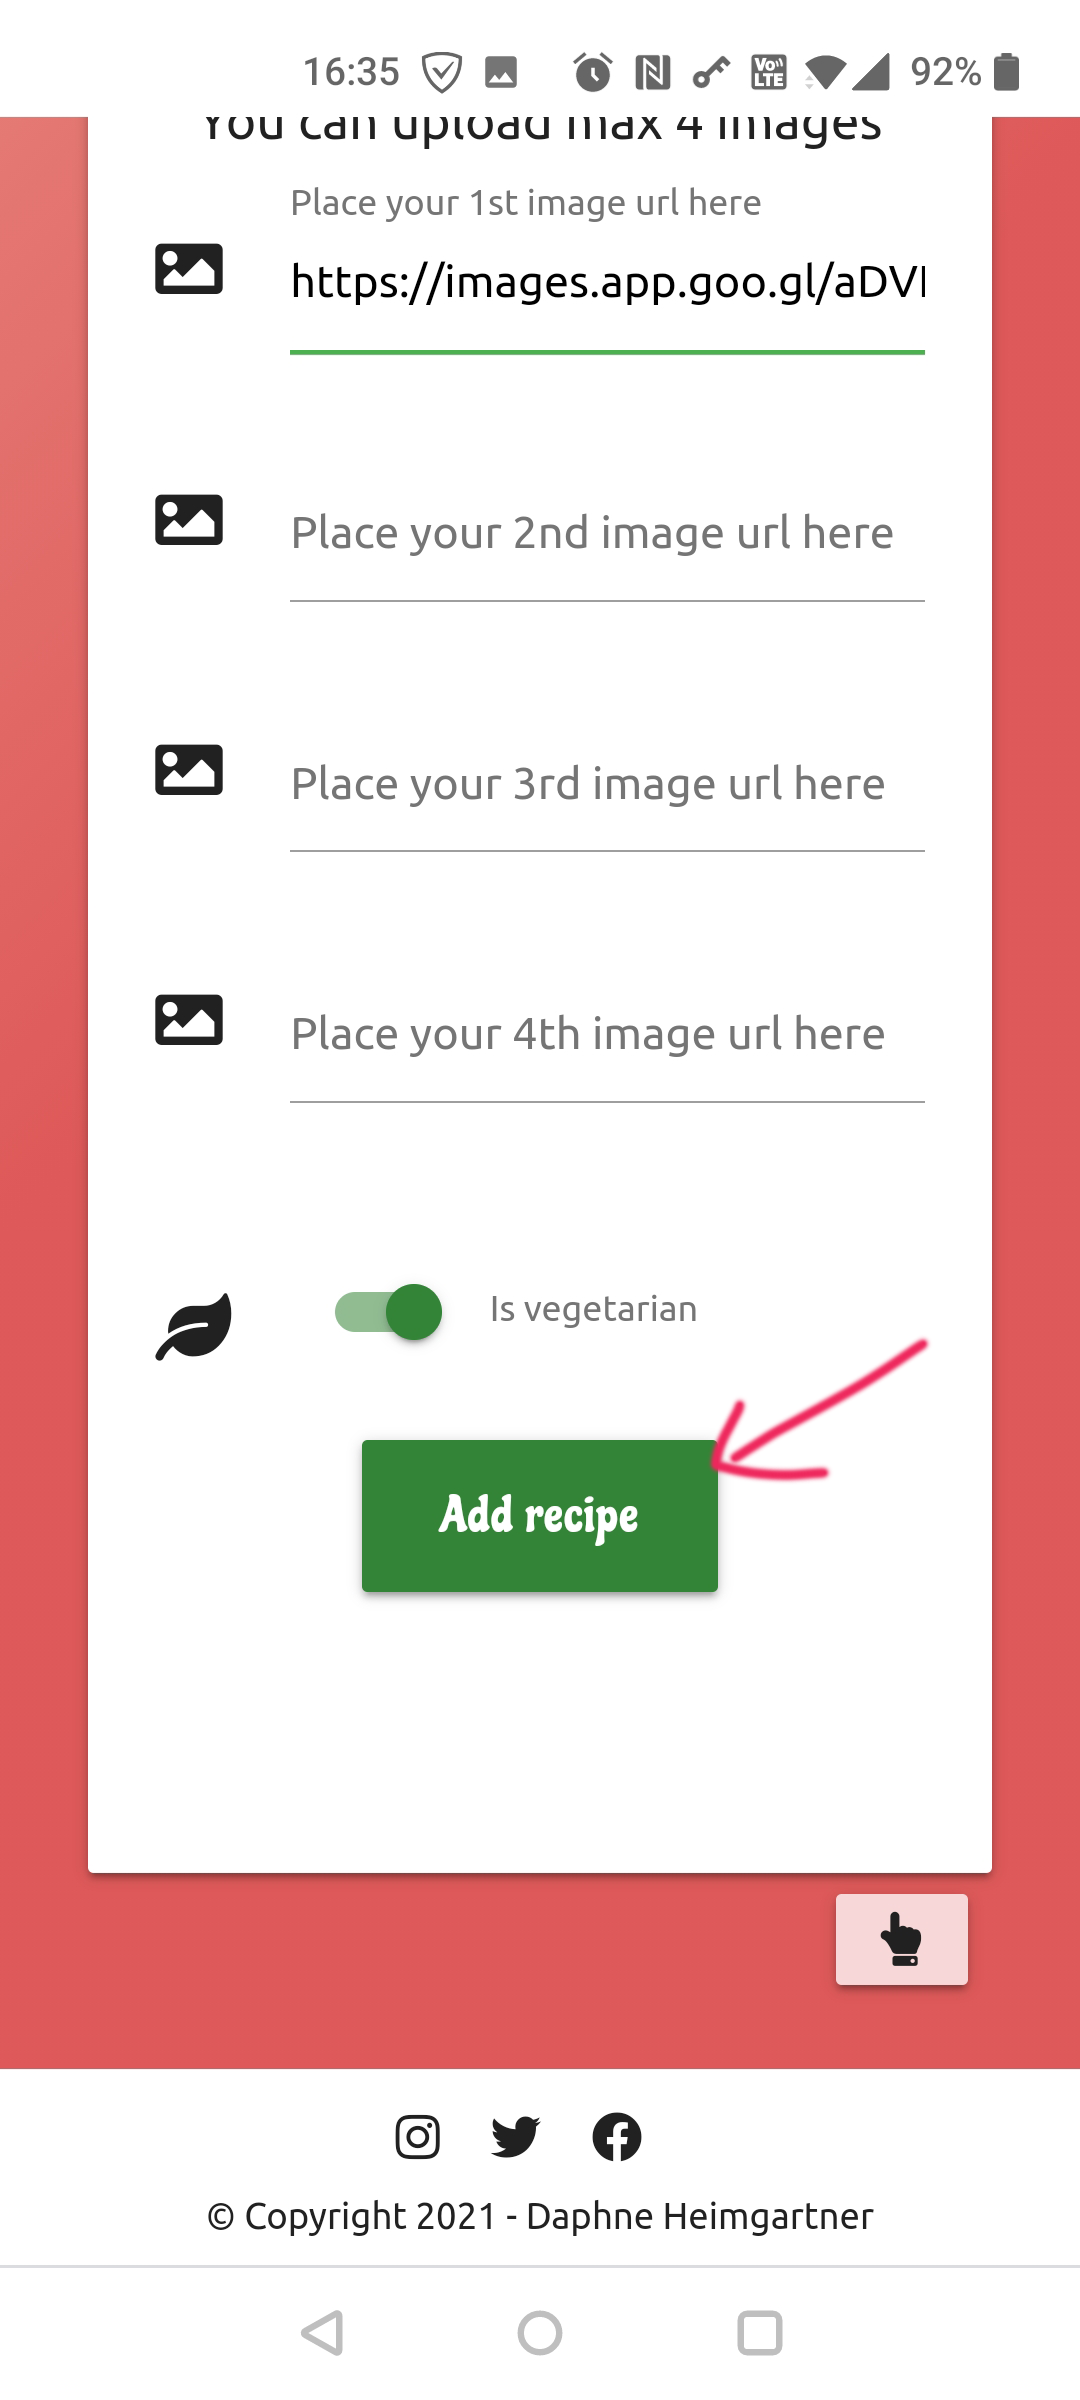 16:35 Vo LTE 92%
You can upload max 4 images
Place your 1st image url here
https://images.app.goo.gl/aDV
Place your 2nd image url here
Place your 3rd image url here
Place your 4th image url here
Is vegetarian
Add recipe
© Copyright 2021 - Daphne Heimgartner